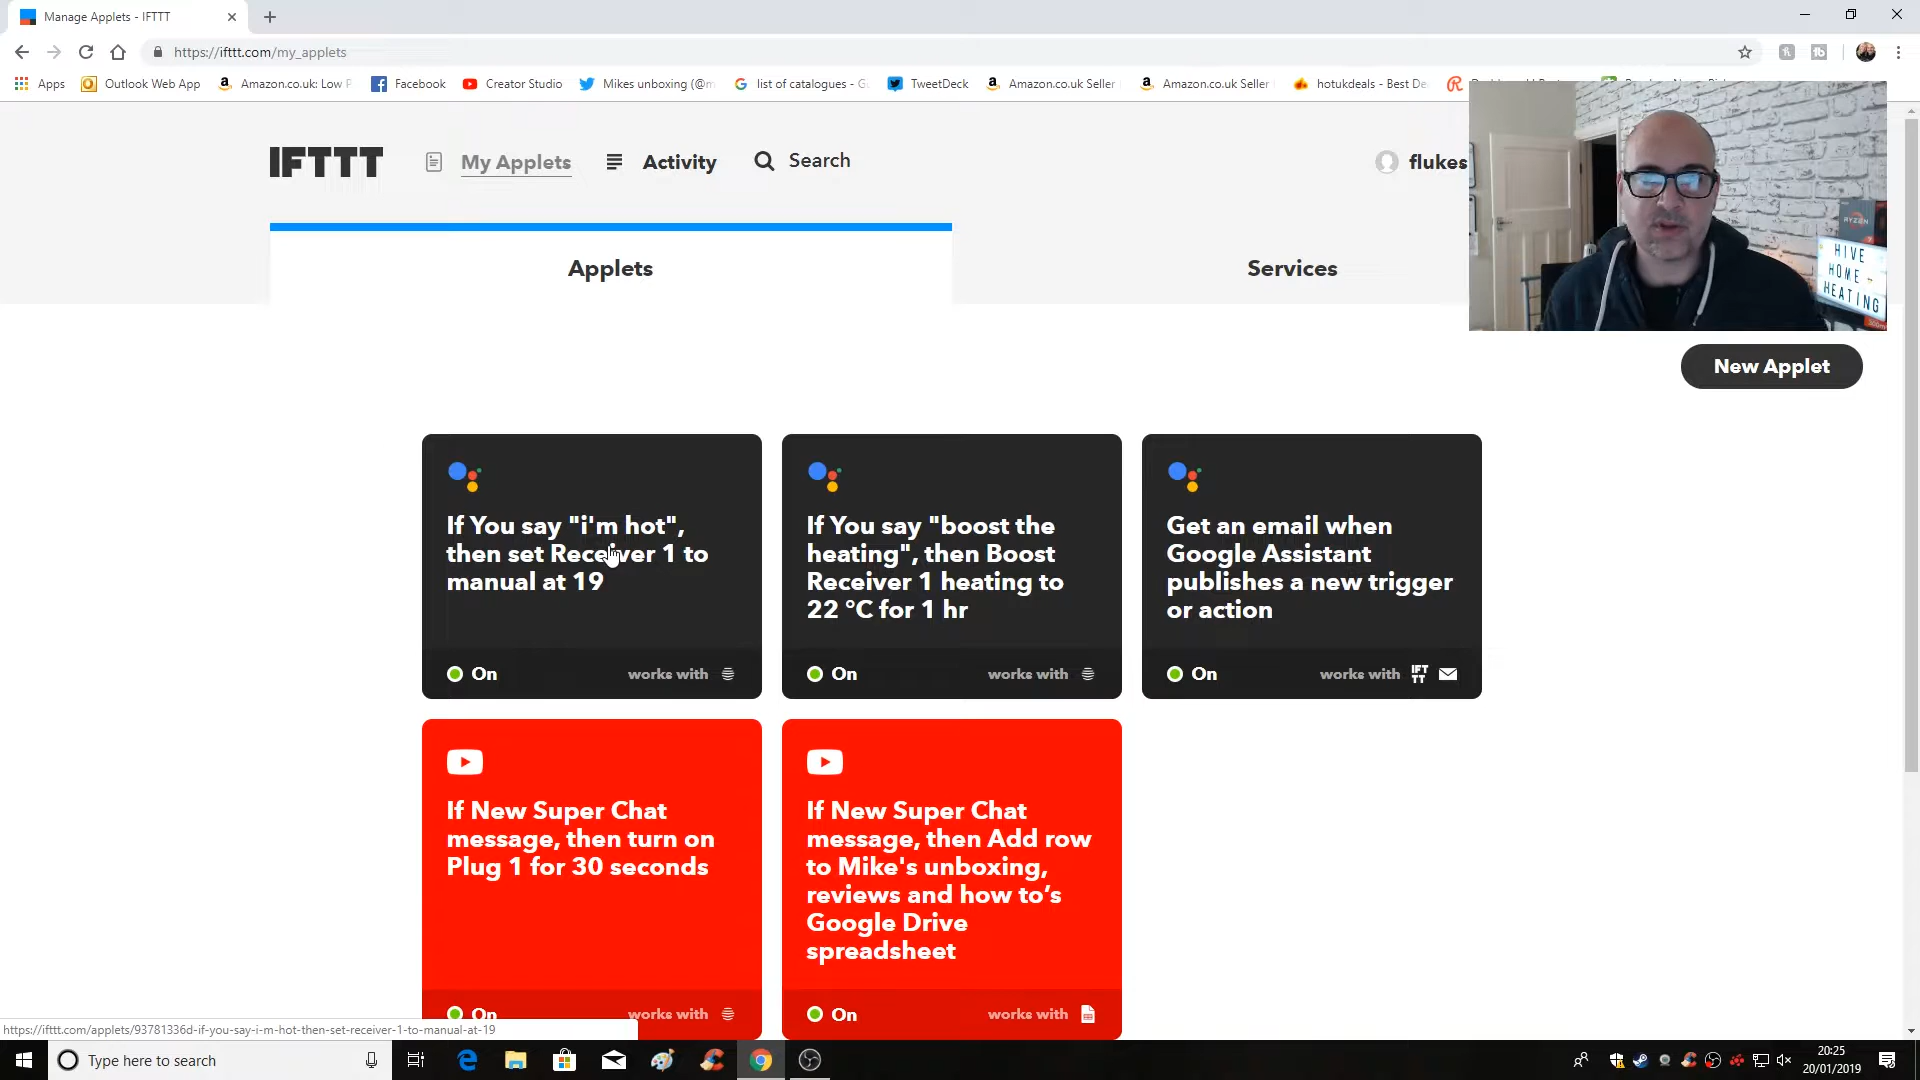 Manage Applets - IFTTT
https://ifttt.com/my_applets
Apps
Outlook Web App
Amazon.co.uk: Low P
Facebook
Creator Studio
Mikes unboxing (@m
list of catalogues - G
TweetDeck
Amazon.co.uk Seller
Amazon.co.uk Seller
hotukdeals - Best De
IFTTT
My Applets
Activity
Search
flukes
RYZEN
HIVE
HOME
HEATING
Applets
Services
New Applet
If You say "i'm hot",
then set Receiver 1 to
manual at 19
On
works with
If You say "boost the
heating", then Boost
Receiver 1 heating to
22 °C for 1 hr
On
works with
Get an email when
Google Assistant
publishes a new trigger
or action
On
works with
IF
TT
If New Super Chat
message, then turn on
Plug 1 for 30 seconds
On
works with
If New Super Chat
message, then Add row
to Mike's unboxing,
reviews and how to’s
Google Drive
spreadsheet
On
works with
https://ifttt.com/applets/93781336d-if-you-say-i-m-hot-then-set-receiver-1-to-manual-at-19
Type here to search
20:25
20/01/2019